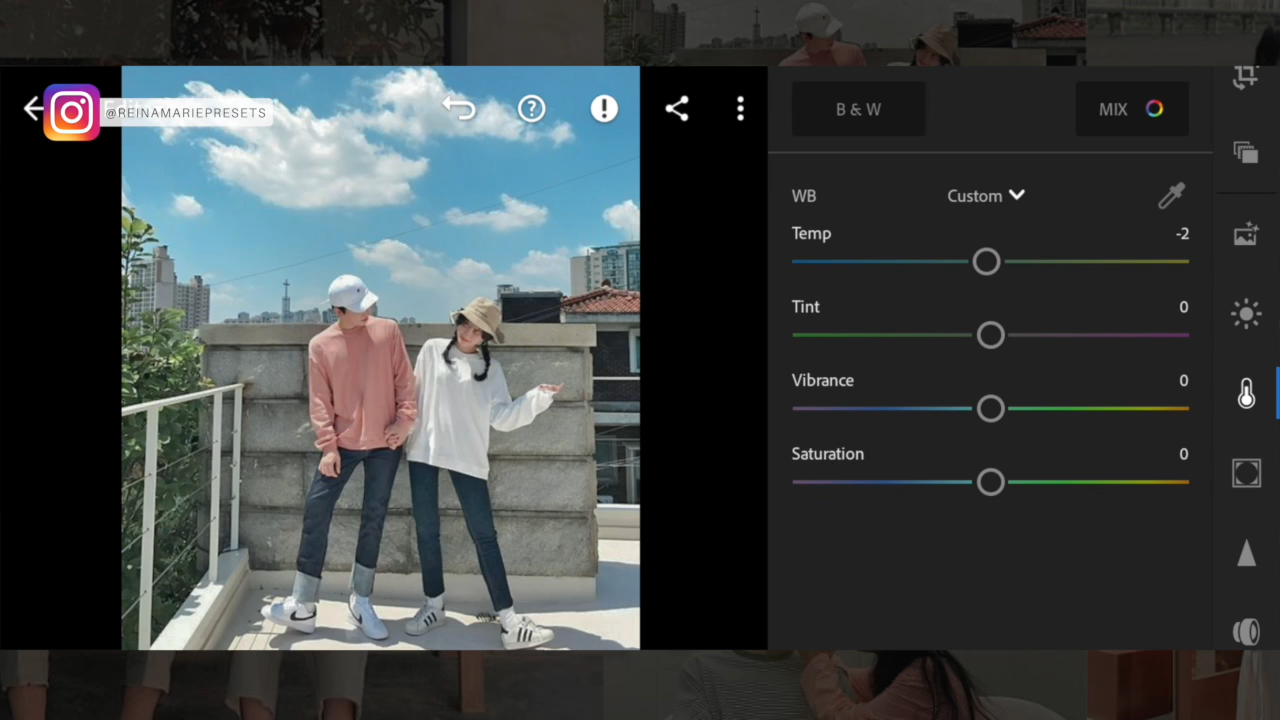 @REINAMARIEPRESETS
B & W
MIX
WB
Custom
Temp
-2
Tint
0
Vibrance
0
Saturation
0